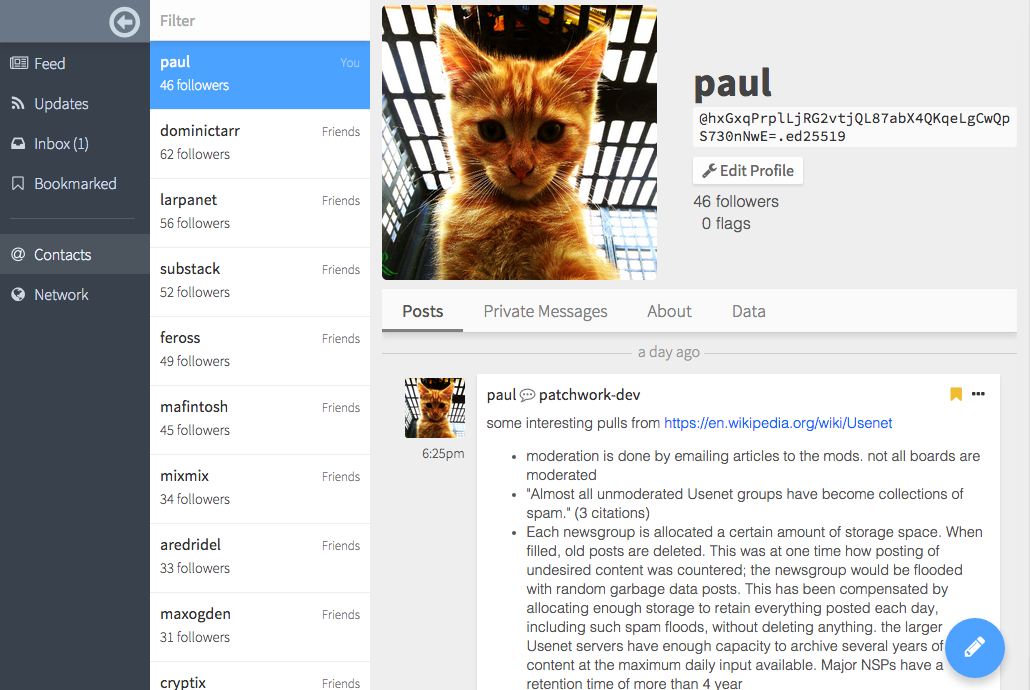 Feed
Updates
Inbox (1)
Bookmarked
Contacts
Network
Filter
paul You
46 followers
dominictarr Friends
62 followers
larpanet Friends
56 followers
substack Friends
52 followers
feross Friends
49 followers
mafintosh Friends
45 followers
mixmix Friends
34 followers
aredridel Friends
33 followers
maxogden Friends
31 followers
cryptix Friends
paul
@hxGxqPrplLjRG2vtjQL87abX4QKqeLgCwQp
S730nNwE=.ed25519
Edit Profile
46 followers
0 flags
Posts Private Messages About Data
a day ago
6:25pm
paul patchwork-dev
some interesting pulls from https://en.wikipedia.org/wiki/Usenet
• moderation is done by emailing articles to the mods. not all boards are
moderated
• "Almost all unmoderated Usenet groups have become collections of
spam." (3 citations)
• Each newsgroup is allocated a certain amount of storage space. When
filled, old posts are deleted. This was at one time how posting of
undesired content was countered; the newsgroup would be flooded
with random garbage data posts. This has been compensated by
allocating enough storage to retain everything posted each day,
including such spam floods, without deleting anything. the larger
Usenet servers have enough capacity to archive several years of
content at the maximum daily input available. Major NSPs have a
retention time of more than 4 year